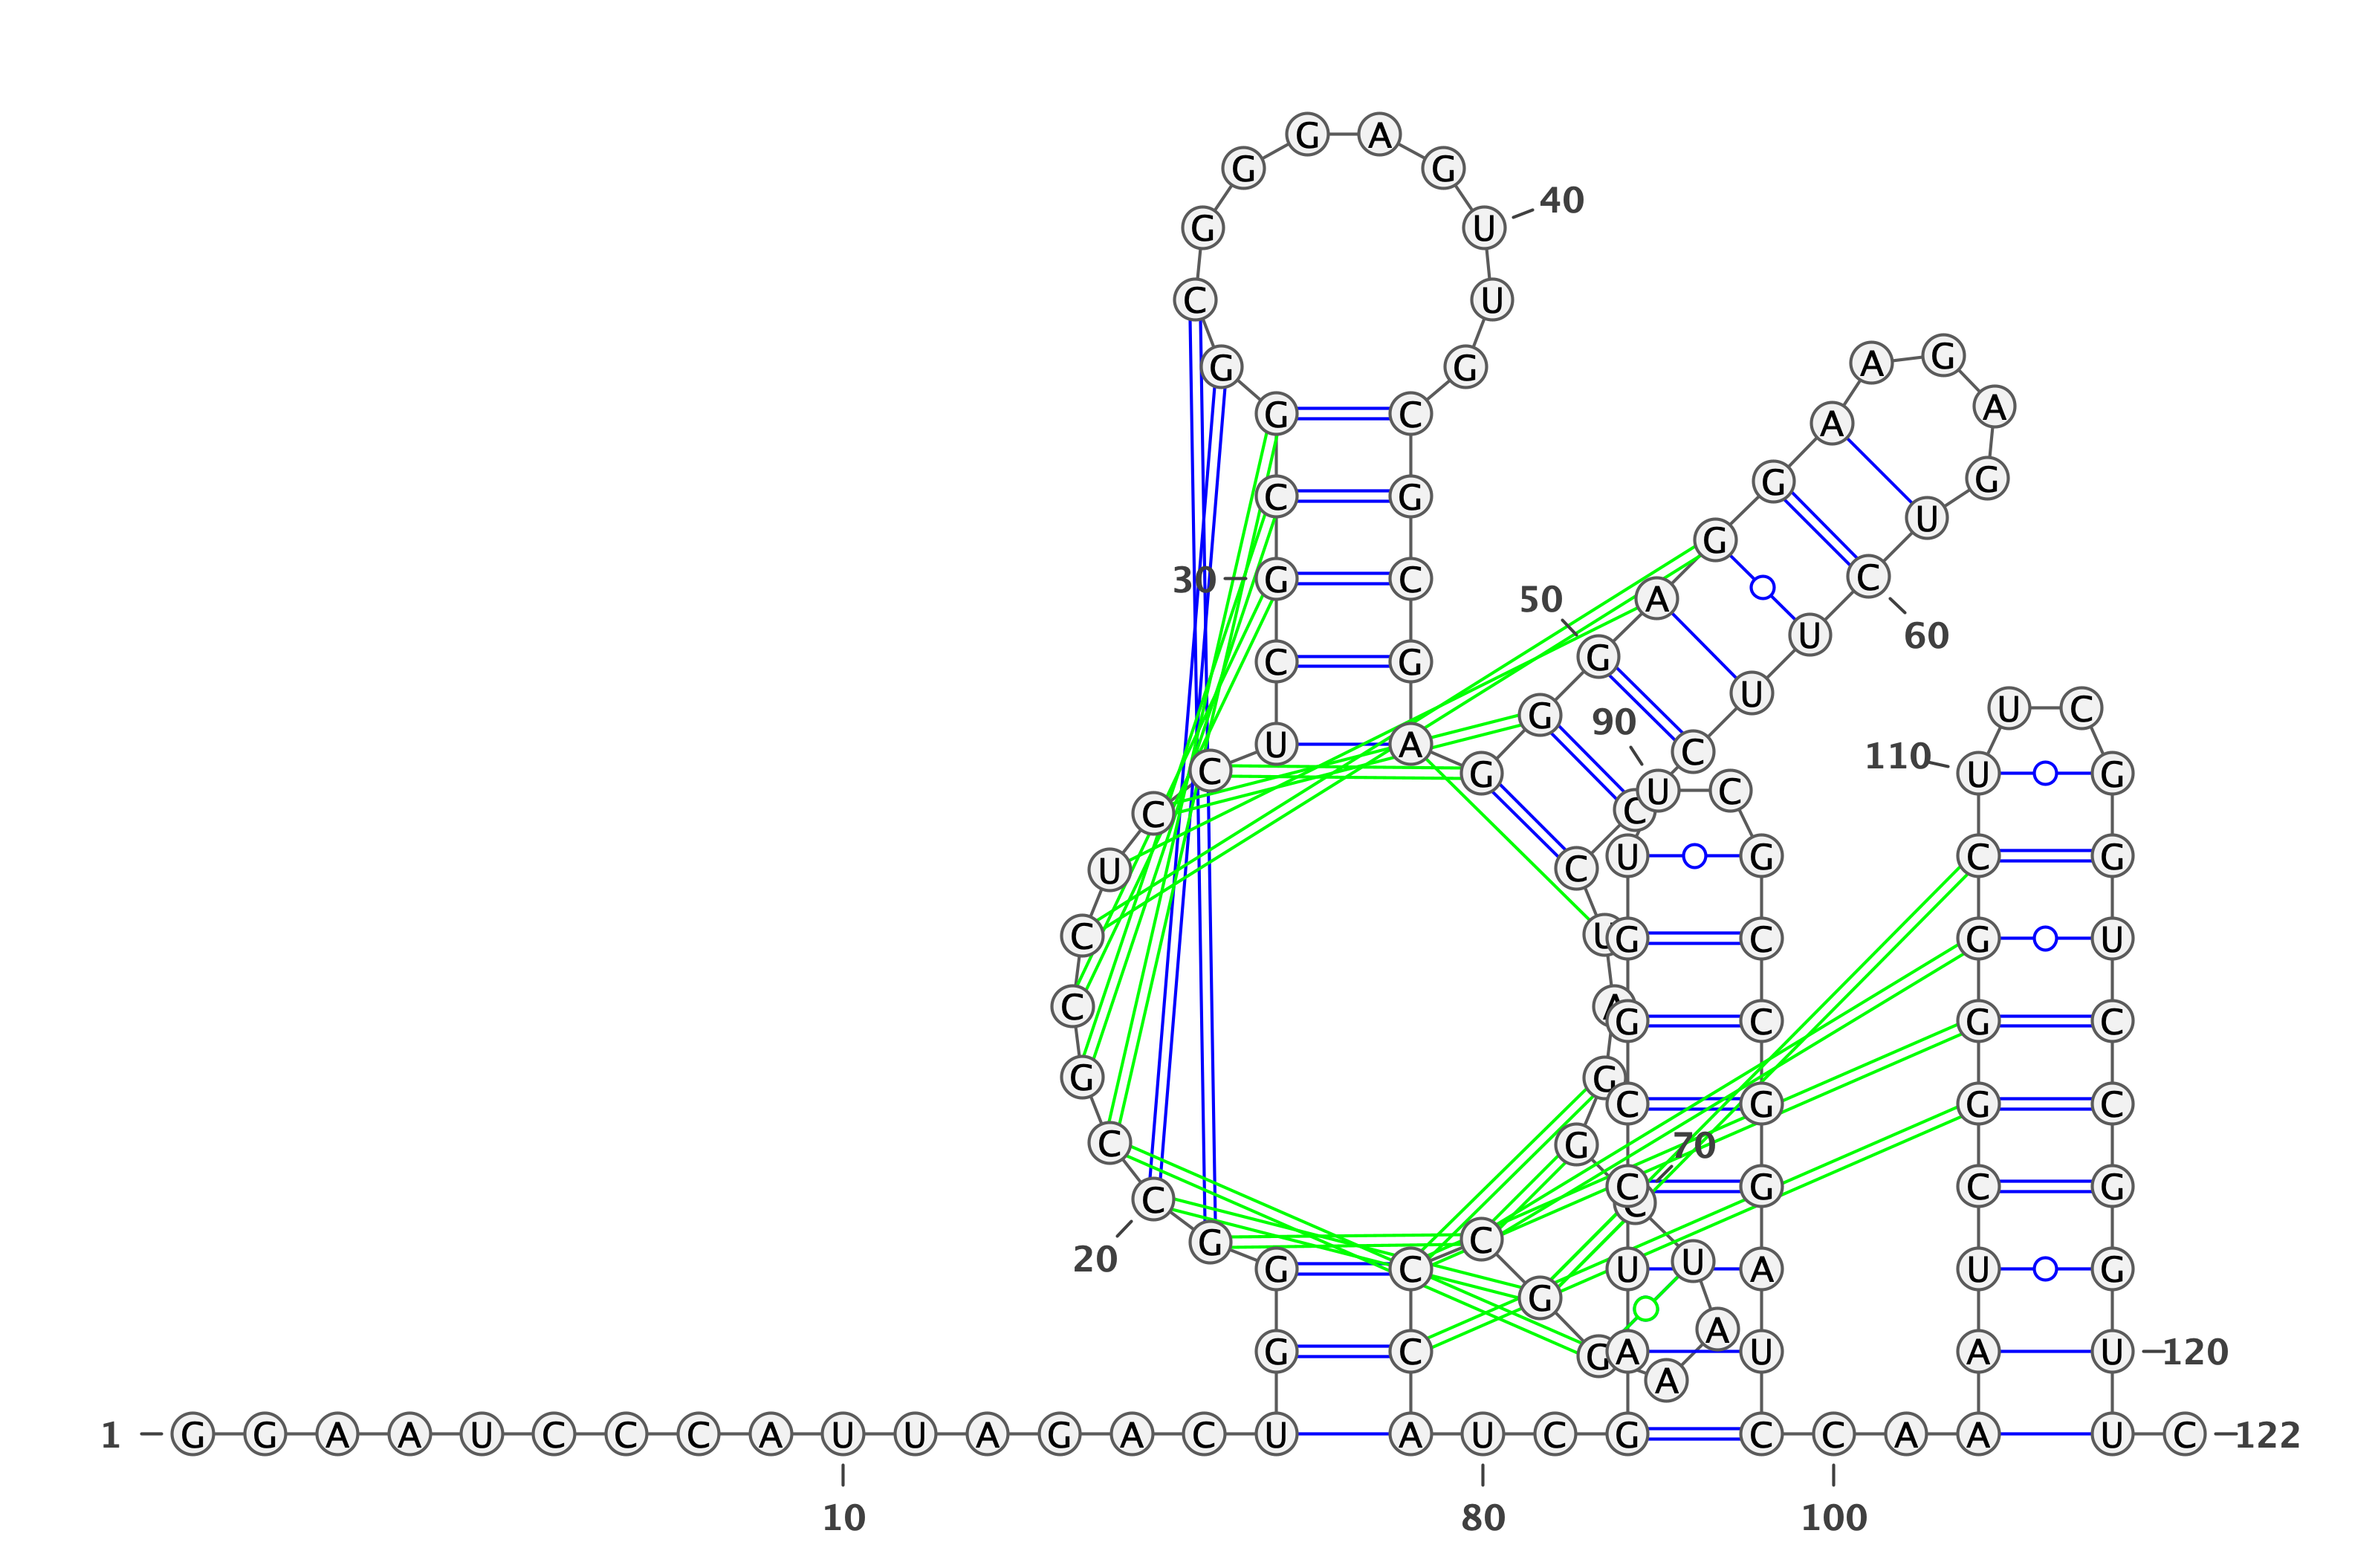 G A
G G
40
G U
C U
A G
G G
G C A
A
C G G G
U
G
30 G C C
50 A
U 60
C G G
U
U C
G 90
U A C
C G 110 U G
U C
C C
U G C G
U C
C U G C G U
C A G C G C
G G
C G G C
C G 70
C G C G
C C
G C
20
G C U U A U G
G
G C G A A U A U 120
A
1 G G A A U C C C A U U A G A C U A U C G C C A A A U C 122
10 80 100